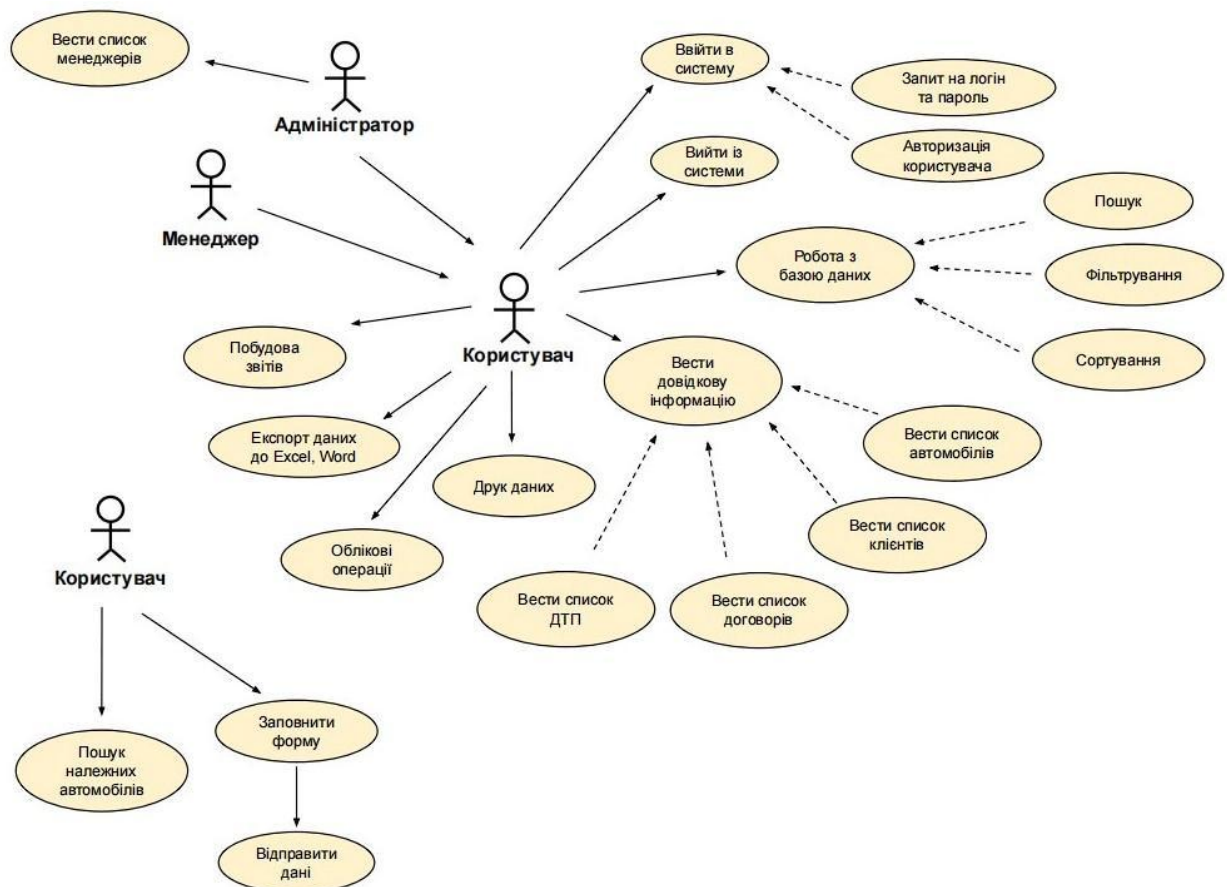 Вести список
менеджерів
Адміністратор
Менеджер
Ввійти в
систему
Запит на логін
та пароль
Авторизація
користувача
Вийти із
системи
Пошук
Робота з
базою даних
Фільтрування
Сортування
Користувач
Побудова
звітів
Вести
довідкову
інформацію
Експорт даних
до Excel, Word
Друк даних
Облікові
операції
Вести список
автомобілів
Вести список
клієнтів
Вести список
ДТП
Вести список
договорів
Користувач
Пошук
належних
автомобілів
Заповнити
форму
Відправити
дані